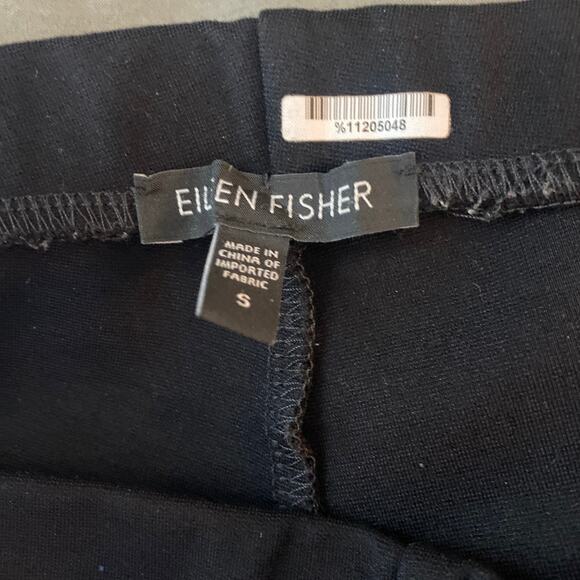 %11205048
EILEEN FISHER
MADE IN
CHINA OF
IMPORTED
FABRIC
S